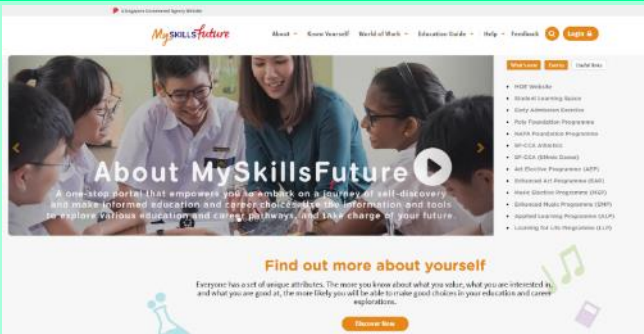 A Singapore Government Agency Website
MySKILLSfuture
About Know Yourself World of Work Education Guide Help Feedback Login
What's new Events Useful links
MOE Website
Student Learning Space
Early Admission Exercise
Poly Foundation Programme
NAFA Foundation Programme
SP-CCA Athletics
Art Elective Programme (AEP)
Enhanced Art Programme (EAP)
Music Elective Programme (MEP)
Enhanced Music Programme (EMP)
Applied Learning Programme (ALP)
Learning for Life Programme (LLP)
About MySkillsFuture
A one-stop portal that empowers you to embark on a journey of self-discovery
and make informed education and career choices. Use the information and tools
to explore various education and career pathways, and take charge of your future.
Find out more about yourself
Everyone has a set of unique attributes. The more you know about what you value, what you are interested in,
and what you are good at, the more likely you will be able to make good choices in your education and career
explorations.
Discover Now